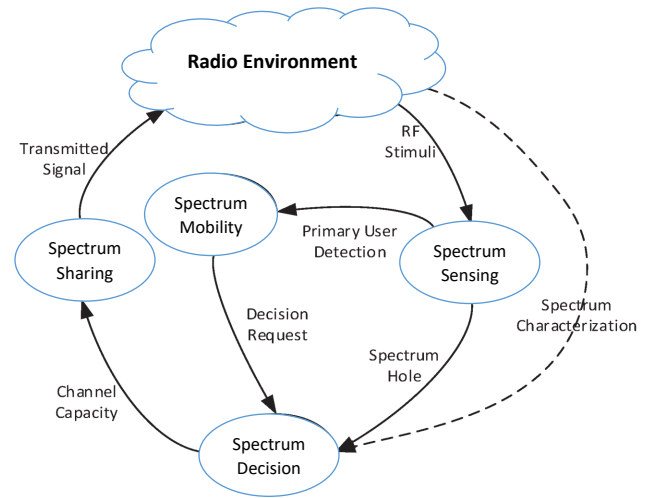 Radio Environment
RF
Stimuli
Transmitted
Signal
Spectrum
Mobility
Primary User
Detection
Spectrum
Sensing
Spectrum
Sharing
Decision
Request
Spectrum
Characterization
Spectrum
Hole
Channel
Capacity
Spectrum
Decision